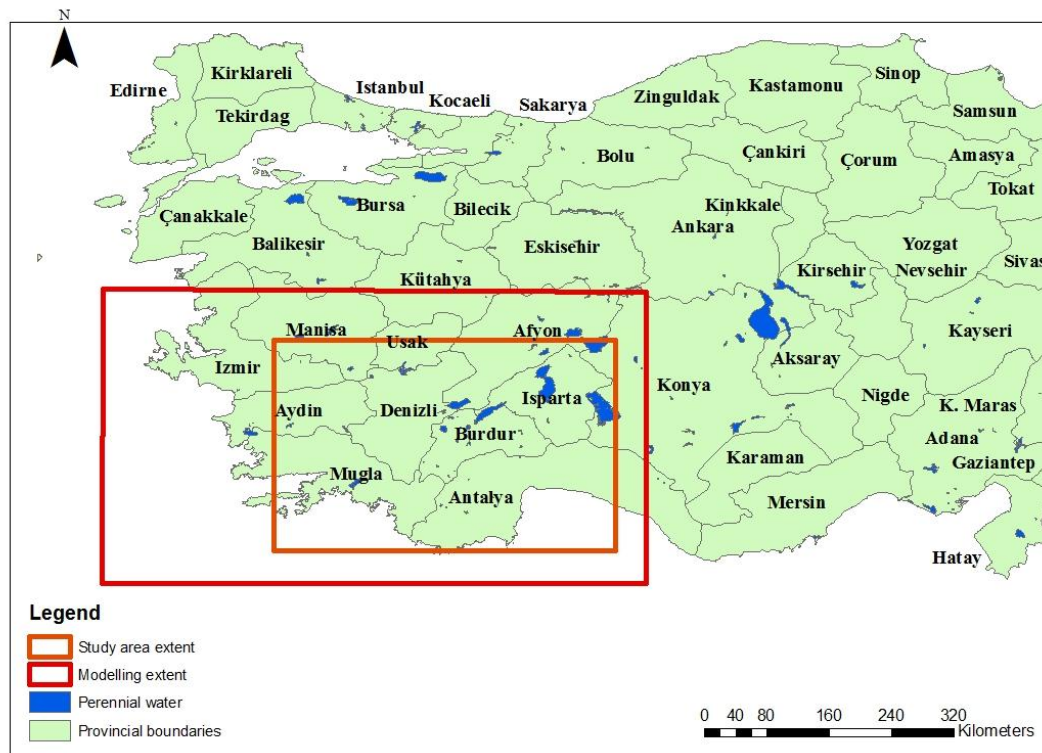 N
Edirne
Kirklareli
Tekirdag
Istanbul
Kocaeli
Sakarya
Zinguldak
Kastamonu
Sinop
Samsun
Bolu
Çankiri
Çorum
Amasya
Tokat
Çanakkale
Bursa
Bilecik
Balikesir
Eskisehir
Kinkkale
Ankara
Yozgat
Sivas
Kirsehir
Nevsehir
Kütahya
Manisa
Usak
Afyon
Kayseri
Izmir
Aksaray
Konya
Nigde
Aydin
Denizli
Isparta
Burdur
K. Maras
Adana
Gaziantep
Karaman
Mugla
Antalya
Mersin
Hatay
Legend
Study area extent
Modelling extent
Perennial water
Provincial boundaries
0 40 80 160 240 320
Kilometers